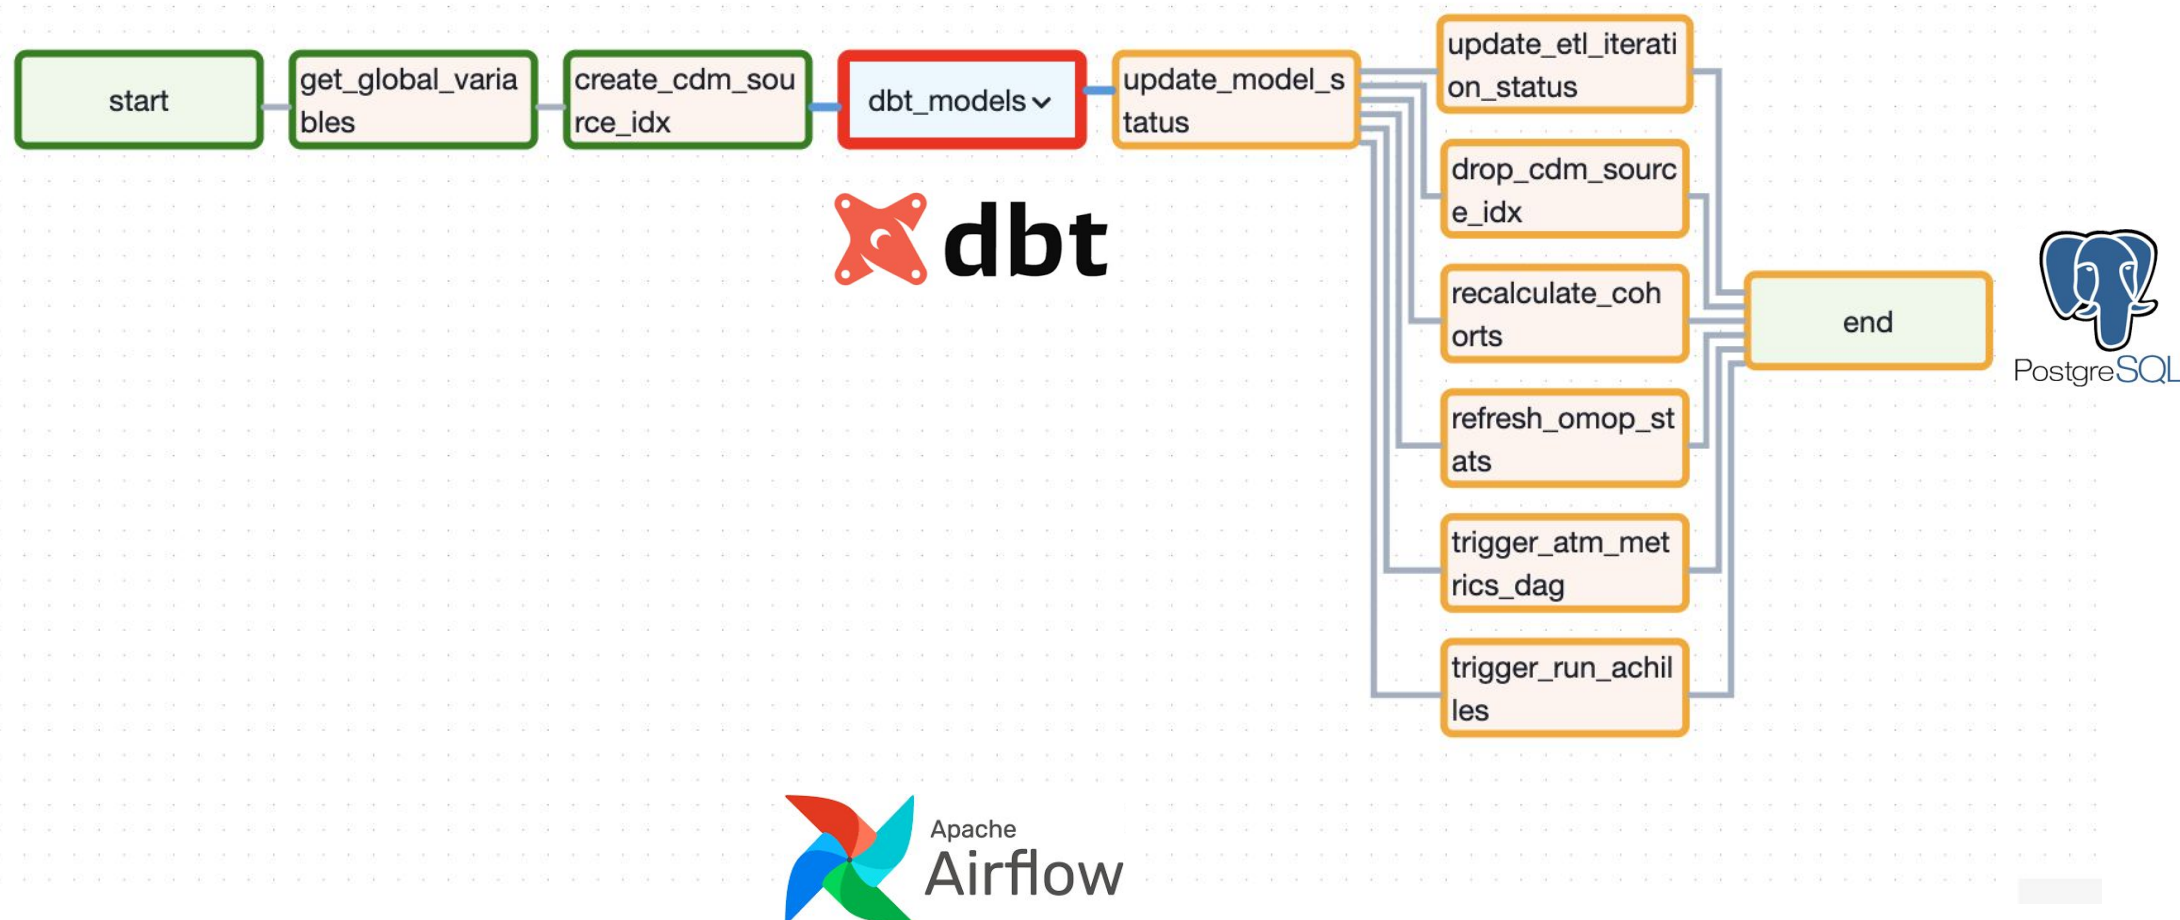 start
get_global_varia
bles
create_cdm_sou
rce_idx
dbt_models
update_model_s
tatus
update_etl_iterati
on_status
drop_cdm_sourc
e_idx
recalculate_coh
orts
refresh_omop_st
ats
trigger_atm_met
rics_dag
trigger_run_achil
les
end
dbt
PostgreSQL
Apache
Airflow